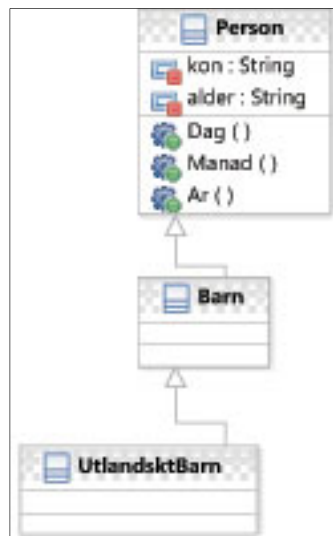 Person
kon : String
alder : String
Dag ( )
Manad ( )
Ar ( )
Barn
UtlandsktBarn